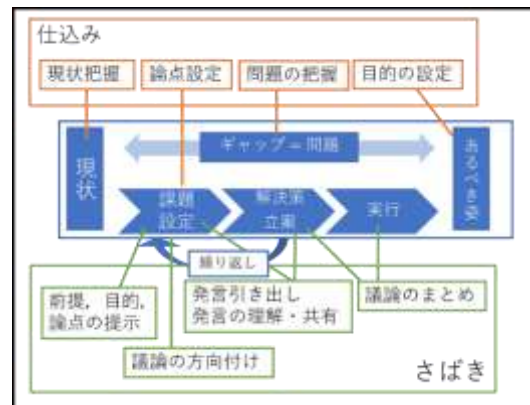 仕込み
現状把握
論点設定
問題の把握
目的の設定
現状
ギャップ＝問題
あるべき姿
課題
設定
解決策
立案
実行
繰り返し
前提，目的，
論点の提示
発言引き出し
発言の理解・共有
議論のまとめ
議論の方向付け
さばき